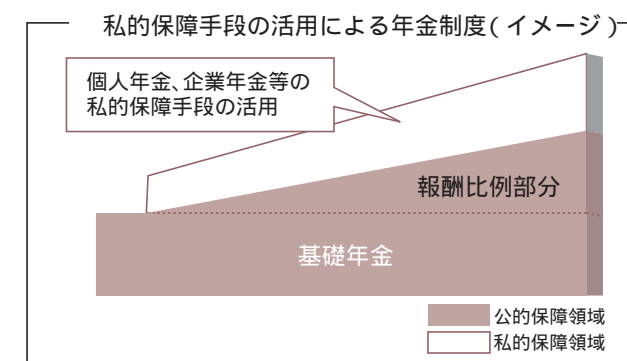 私的保障手段の活用による年金制度(イメージ)
個人年金、企業年金等の
私的保障手段の活用
報酬比例部分
基礎年金
公的保障領域
私的保障領域